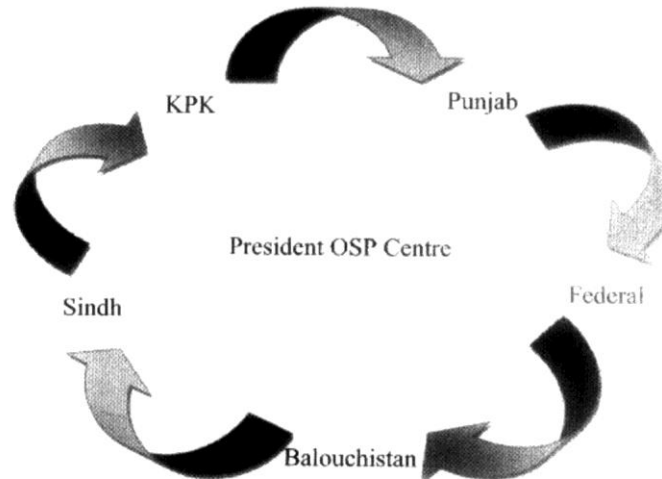 KPK
Punjab
President OSP Centre
Federal
Sindh
Balouchistan